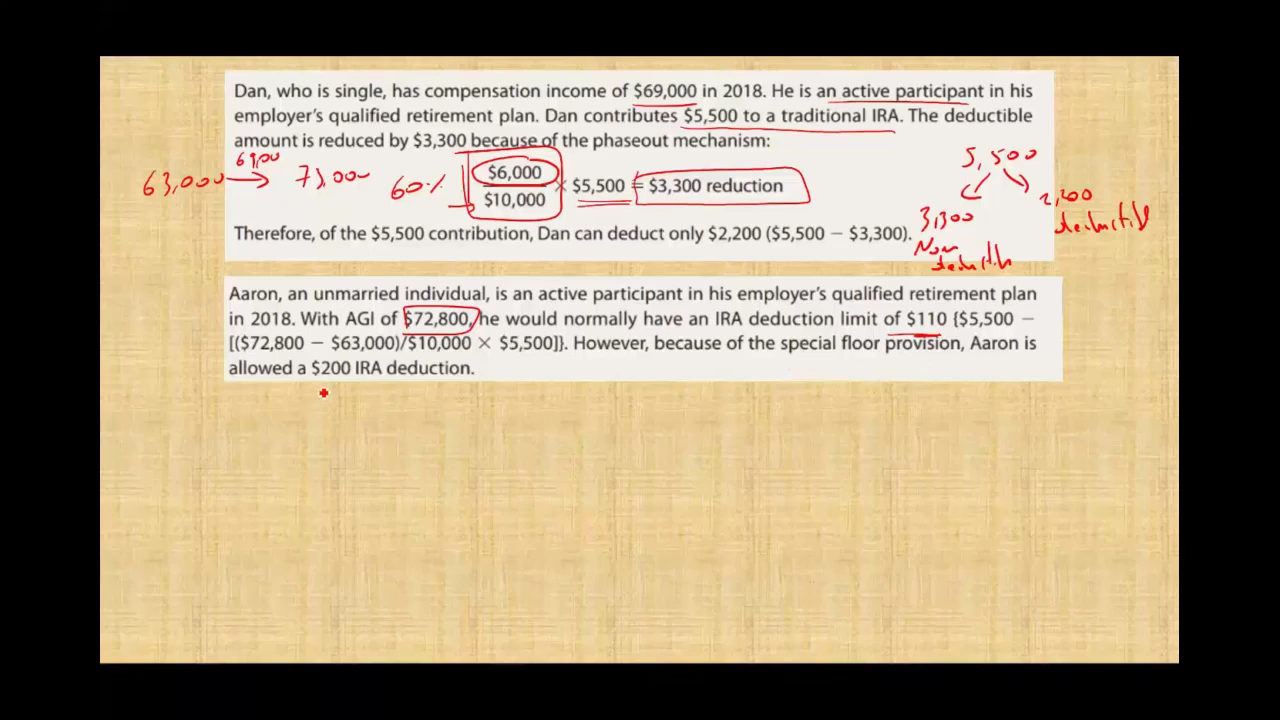 Dan, who is single, has compensation income of $69,000 in 2018. He is an active participant in his
employer's qualified retirement plan. Dan contributes $5,500 to a traditional IRA. The deductible
amount is reduced by $3,300 because of the phaseout mechanism:
63,000 → 73,000
60%
$6,000
$10,000
× $5,500 = $3,300 reduction
5,500
3,300
Non
2,200
Therefore, of the $5,500 contribution, Dan can deduct only $2,200 ($5,500 − $3,300).
Aaron, an unmarried individual, is an active participant in his employer's qualified retirement plan
in 2018. With AGI of $72,800, he would normally have an IRA deduction limit of $110 {$5,500 −
[($72,800 − $63,000)/$10,000 × $5,500]}. However, because of the special floor provision, Aaron is
allowed a $200 IRA deduction.